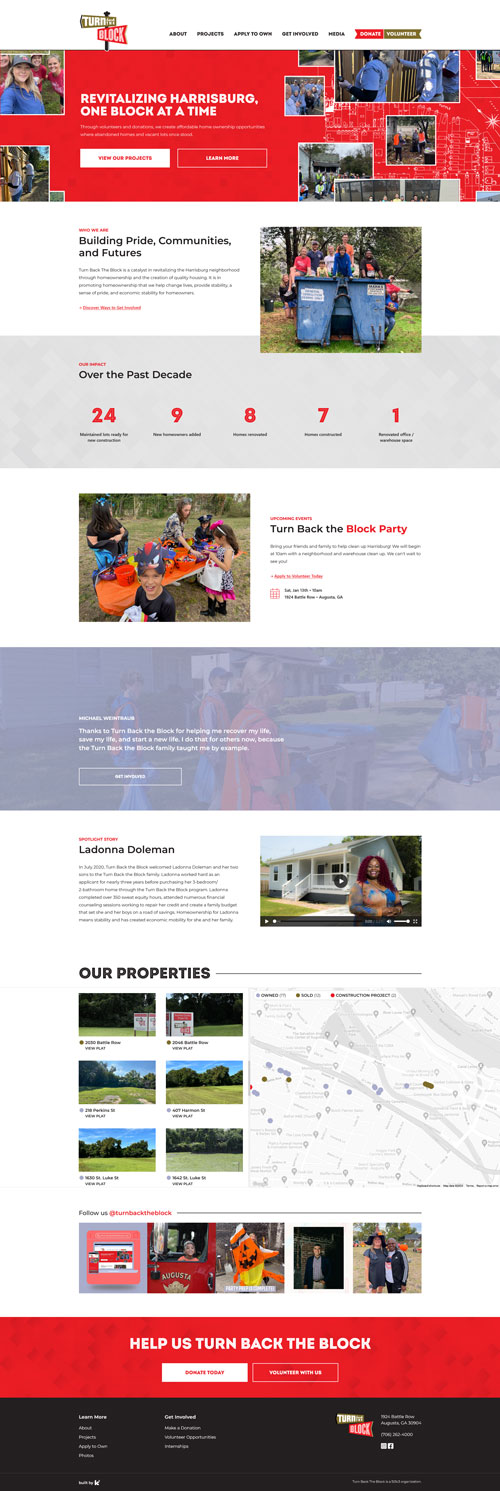 TURN BACK THE BLOCK
ABOUT PROJECTS APPLY TO OWN GET INVOLVED MEDIA DONATE VOLUNTEER
REVITALIZING HARRISBURG,
ONE BLOCK AT A TIME
Through volunteers and donations, we create affordable home ownership opportunities
where abandoned homes and vacant lots once stood.
VIEW OUR PROJECTS LEARN MORE
WHO WE ARE
Building Pride, Communities,
and Futures
Turn Back The Block is a catalyst in revitalizing the Harrisburg neighborhood
through homeownership and the creation of quality housing. It is in
promoting homeownership that we help change lives, provide stability, a
sense of pride, and economic stability for homeowners.
Discover Ways to Get Involved
OUR IMPACT
Over the Past Decade
24 9 8 7 1
Maintained lots ready for
new construction
New homeowners added
Homes renovated
Homes constructed
Renovated office /
warehouse space
UPCOMING EVENTS
Turn Back the Block Party
Bring your friends and family to help clean up Harrisburg! We will begin
at 10am with a neighborhood and warehouse clean up. We can't wait to
see you!
Apply to Volunteer Today
Sat, Jan 13th • 10am
1924 Battle Row • Augusta, GA
MICHAEL WEINTRAUB
Thanks to Turn Back the Block for helping me recover my life,
save my life, and start a new life. I do that for others now, because
the Turn Back the Block family taught me by example.
GET INVOLVED
SPOTLIGHT STORY
Ladonna Doleman
In July 2020, Turn Back the Block welcomed Ladonna Doleman and her two
sons to the Turn Back the Block family. Ladonna worked hard as an
applicant for nearly three years before purchasing her 3-bedroom/
2-bathroom home through the Turn Back the Block program. Ladonna
completed over 350 sweat equity hours, attended numerous financial
counseling sessions working to repair her credit and create a family budget
that set she and her boys on a road of savings. Homeownership for Ladonna
means stability and has created economic mobility for she and her family.
OUR PROPERTIES
OWNED (17) SOLD (12) CONSTRUCTION PROJECT (2)
2030 Battle Row
VIEW PLAT
2046 Battle Row
VIEW PLAT
218 Perkins St
VIEW PLAT
407 Harmon St
VIEW PLAT
1630 St. Luke St
VIEW PLAT
1642 St. Luke St
VIEW PLAT
Follow us @turnbacktheblock
AUGUSTA
PARTY PREP IS COMPLETE!
HELP US TURN BACK THE BLOCK
DONATE TODAY VOLUNTEER WITH US
Learn More
About
Projects
Apply to Own
Photos
Get Involved
Make a Donation
Volunteer Opportunities
Internships
TURN BACK THE BLOCK
1924 Battle Row
Augusta, GA 30904
(706) 262-4000
built by
Turn Back The Block is a 501c3 organization.